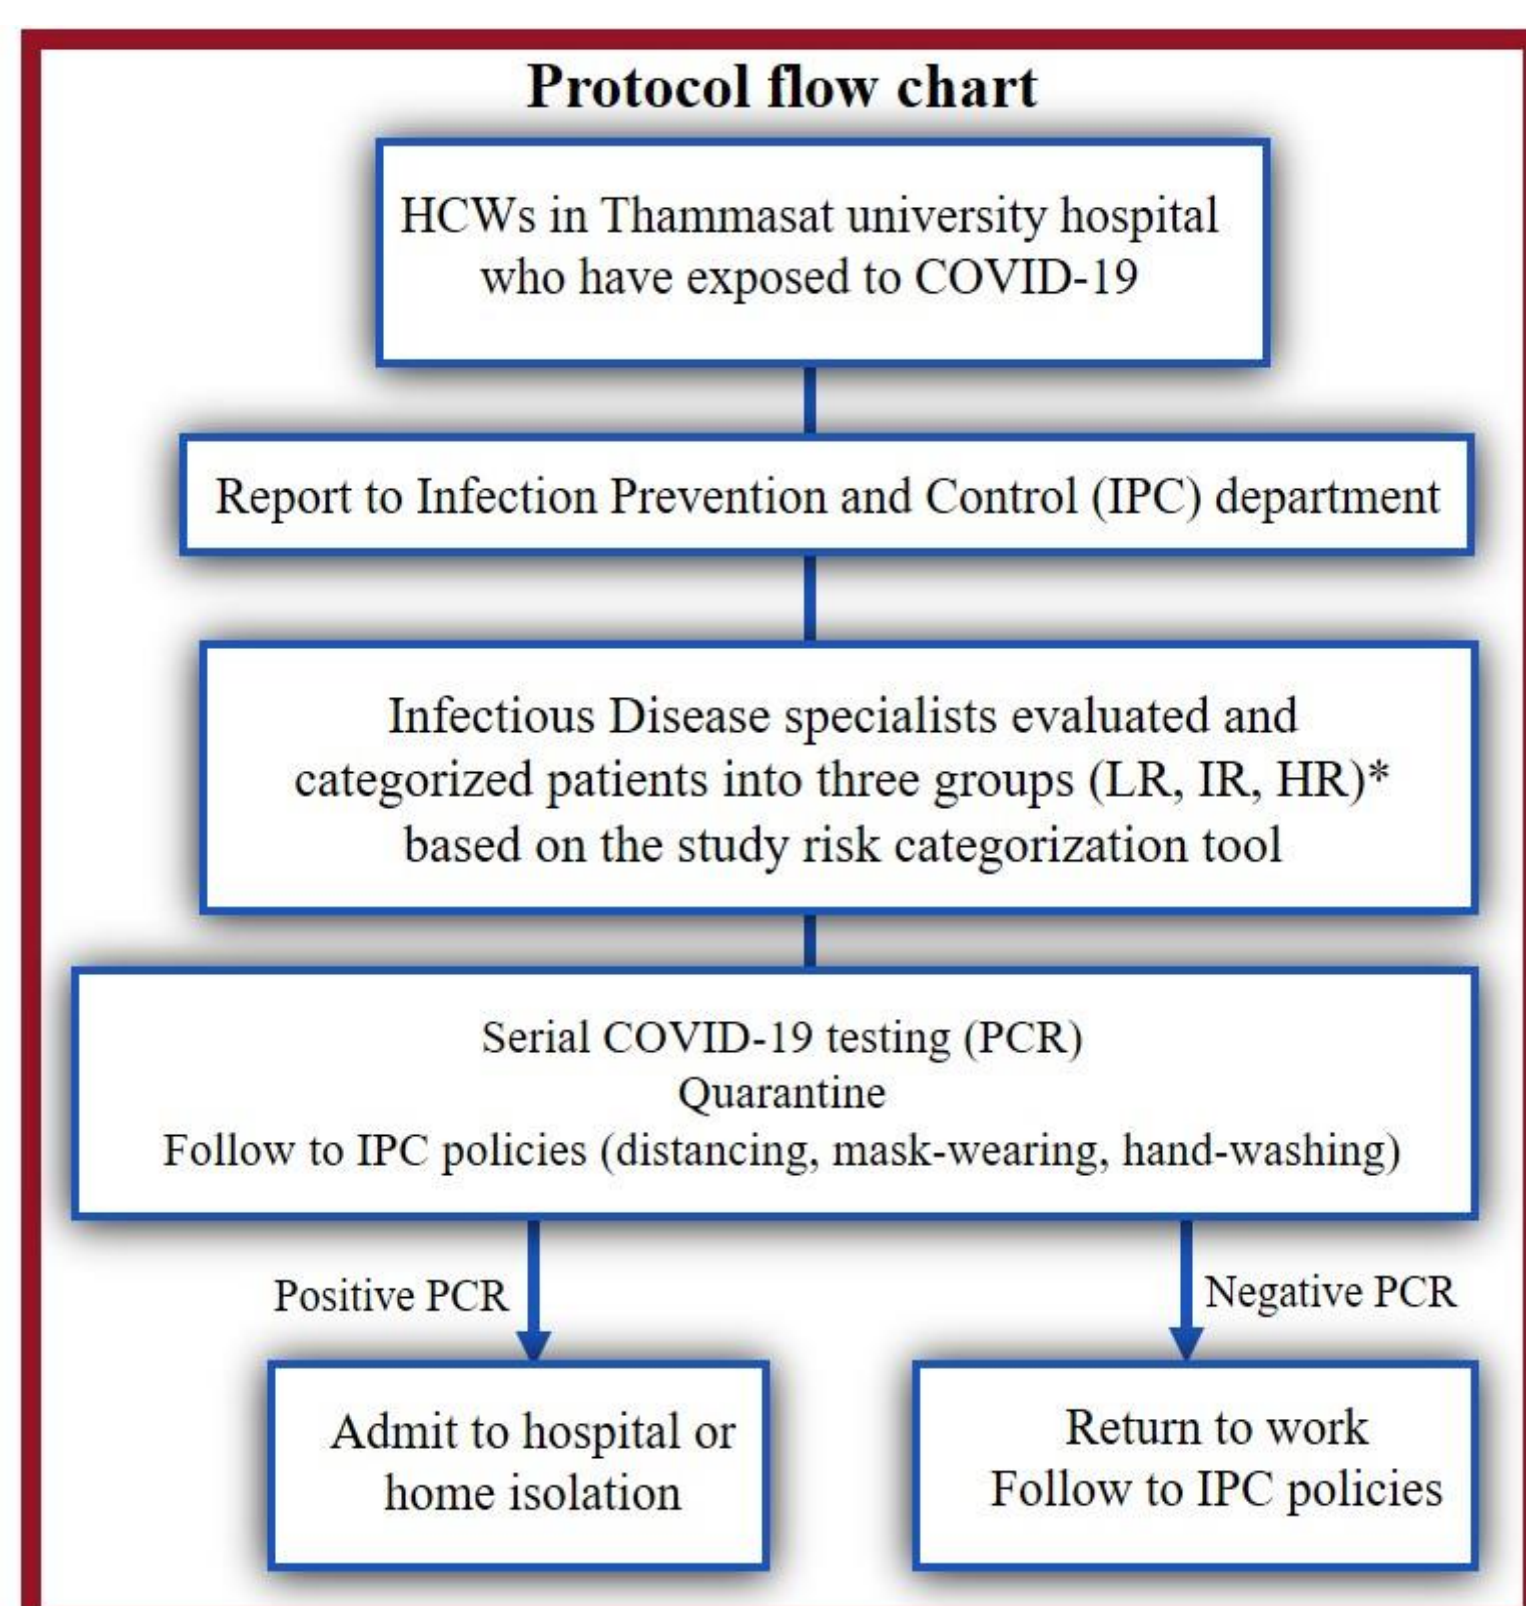 Protocol flow chart
HCWs in Thammasat university hospital
who have exposed to COVID-19
Report to Infection Prevention and Control (IPC) department
Infectious Disease specialists evaluated and
categorized patients into three groups (LR, IR, HR)*
based on the study risk categorization tool
Serial COVID-19 testing (PCR)
Quarantine
Follow to IPC policies (distancing, mask-wearing, hand-washing)
Positive PCR
Negative PCR
Admit to hospital or
home isolation
Return to work
Follow to IPC policies